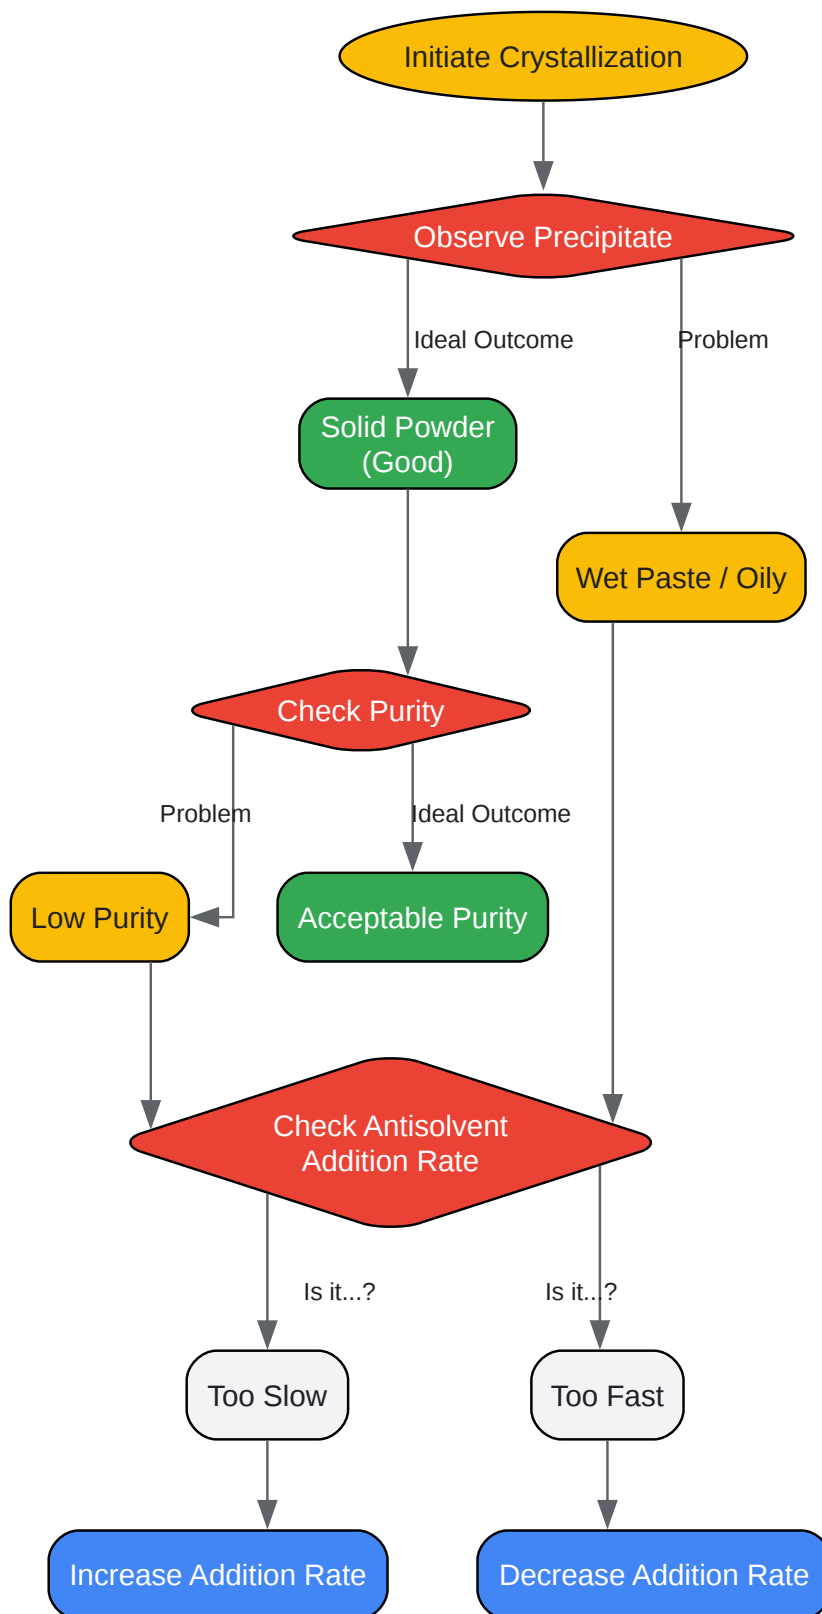 Initiate Crystallization
Observe Precipitate
Ideal Outcome
Problem
Solid Powder
(Good)
Wet Paste / Oily
Check Purity
Problem
Ideal Outcome
Low Purity
Acceptable Purity
Check Antisolvent
Addition Rate
Is it...?
Is it...?
Too Slow
Too Fast
Increase Addition Rate
Decrease Addition Rate